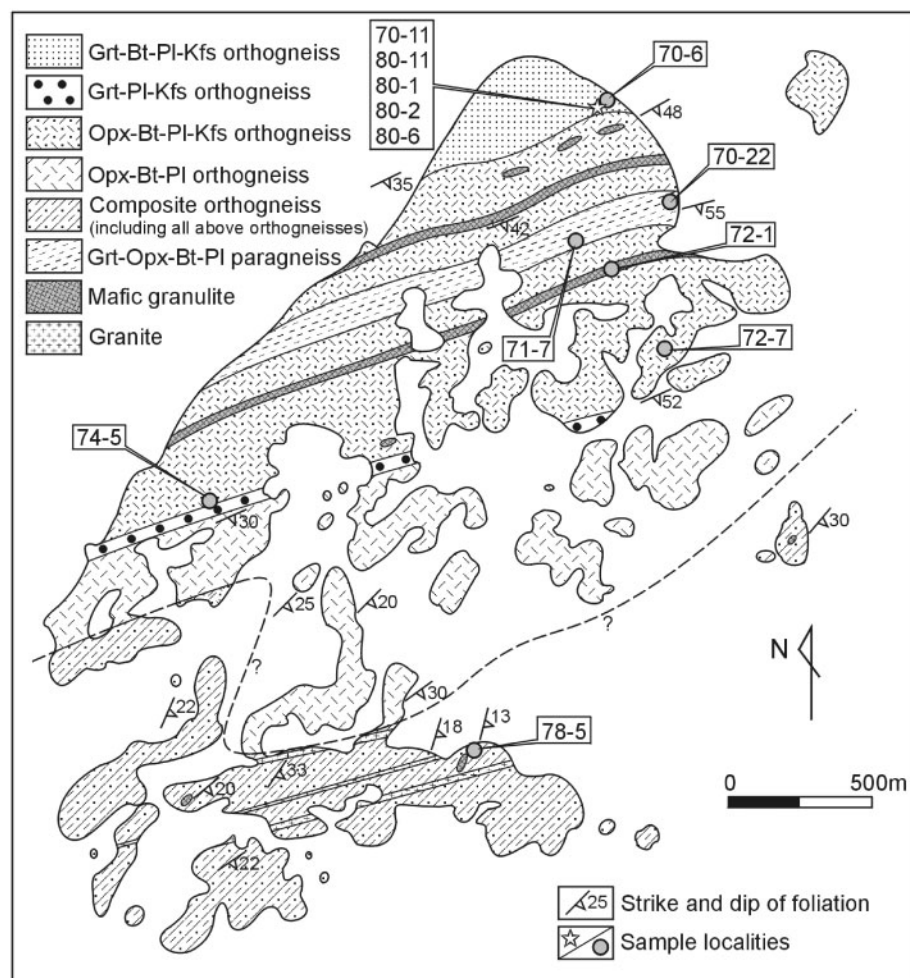 Grt-Bt-Pl-Kfs orthogneiss
Grt-Pl-Kfs orthogneiss
Opx-Bt-Pl-Kfs orthogneiss
Opx-Bt-Pl orthogneiss
Composite orthogneiss
(including all above orthogneisses)
Grt-Opx-Bt-Pl paragneiss
Mafic granulite
Granite
70-11
80-11
80-1
80-2
80-6
70-6
48
35
70-22
55
42
72-1
71-7
72-7
52
74-5
30
30
25
20
?
?
N
22
30
18
13
78-5
33
20
22
0
500m
25
Strike and dip of foliation
Sample localities